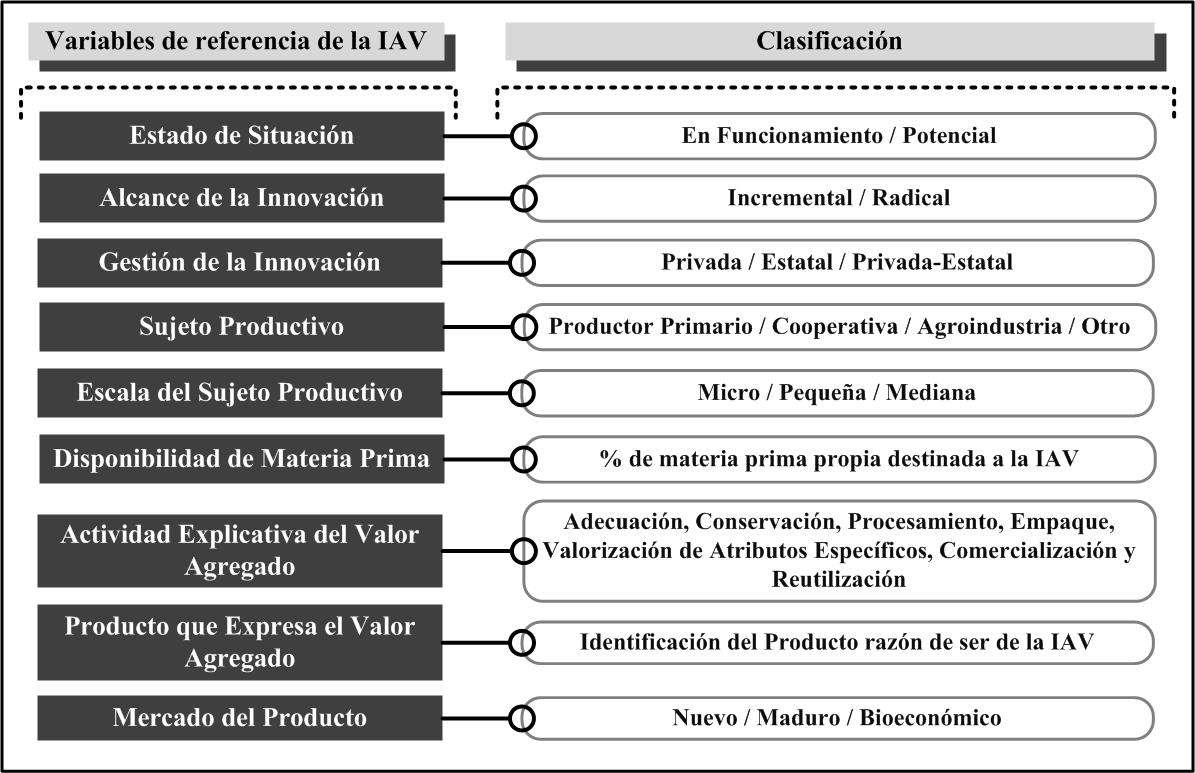 Variables de referencia de la IAV
Clasificación
Estado de Situación
En Funcionamiento / Potencial
Alcance de la Innovación
Incremental / Radical
Gestión de la Innovación
Privada / Estatal / Privada-Estatal
Sujeto Productivo
Productor Primario / Cooperativa / Agroindustria / Otro
Escala del Sujeto Productivo
Micro / Pequeña / Mediana
Disponibilidad de Materia Prima
% de materia prima propia destinada a la IAV
Actividad Explicativa del Valor
Agregado
Adecuación, Conservación, Procesamiento, Empaque,
Valorización de Atributos Específicos, Comercialización y
Reutilización
Producto que Expresa el Valor
Agregado
Identificación del Producto razón de ser de la IAV
Mercado del Producto
Nuevo / Maduro / Bioeconómico